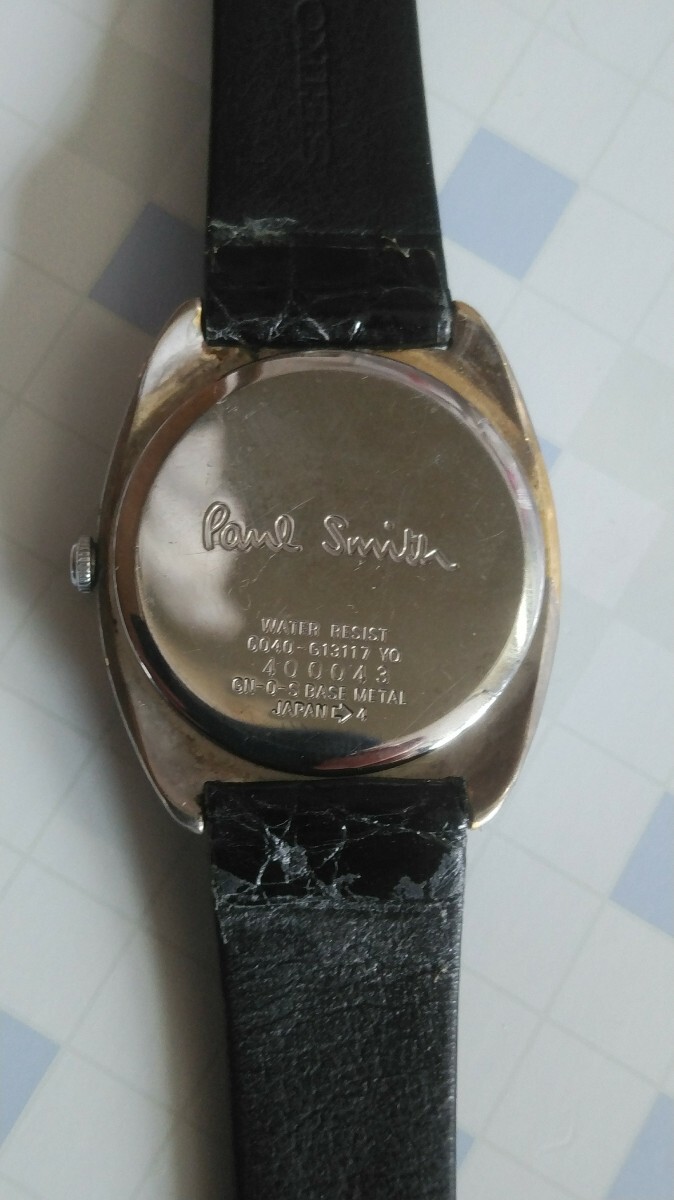 Paul Smith
WATER RESIST
0040-G13117 YO
400043
GN-0-S BASE METAL
JAPAN 4